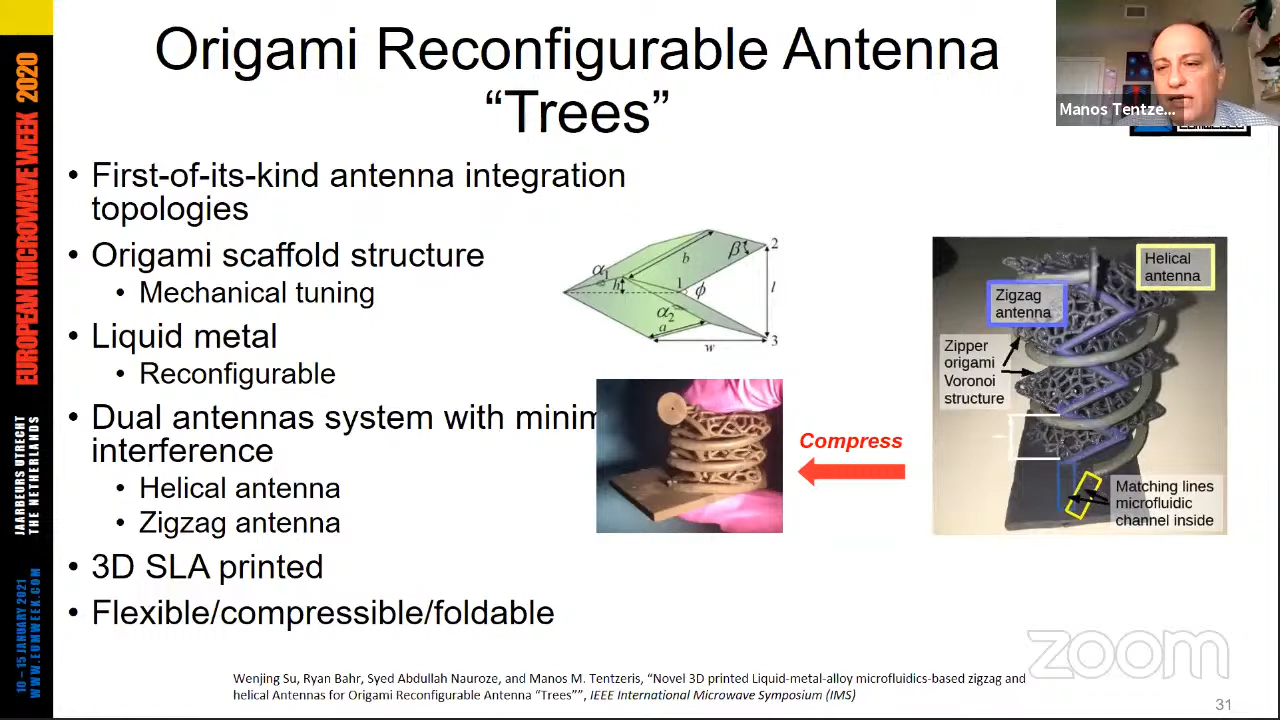 EUROPEAN MICROWAVE WEEK 2020
JAARBEURS UTRECHT
THE NETHERLANDS
10 – 15 JANUARY 2021
WWW.EUMWEEK.COM
Origami Reconfigurable Antenna
“Trees”
Manos Tentze...
• First-of-its-kind antenna integration
topologies
• Origami scaffold structure
• Mechanical tuning
• Liquid metal
• Reconfigurable
• Dual antennas system with minim
interference
• Helical antenna
• Zigzag antenna
• 3D SLA printed
• Flexible/compressible/foldable
α1
h
b
β
2
1
ϕ
l
α2
a
w
3
Compress
Helical
antenna
Zigzag
antenna
Zipper
origami
Voronoi
structure
Matching lines
microfluidic
channel inside
zoom
Wenjing Su, Ryan Bahr, Syed Abdullah Nauroze, and Manos M. Tentzeris, “Novel 3D printed Liquid-metal-alloy microfluidics-based zigzag and
helical Antennas for Origami Reconfigurable Antenna “Trees””, IEEE International Microwave Symposium (IMS)
31